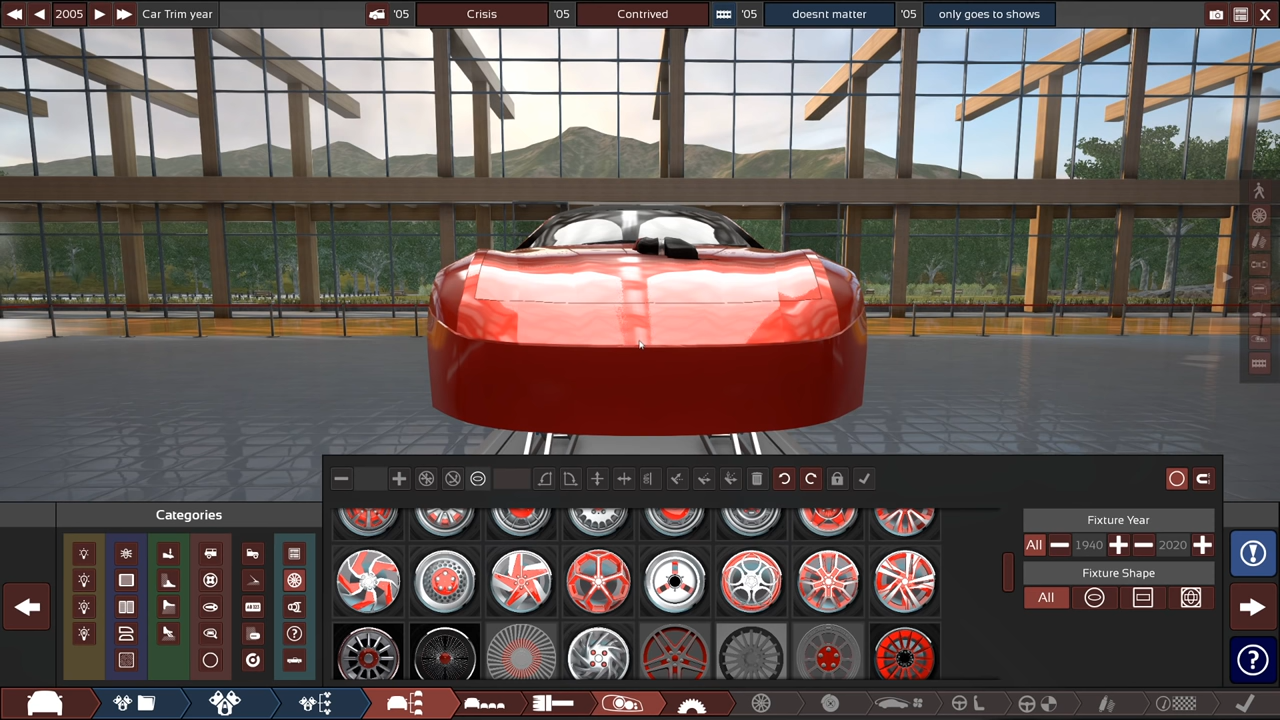 2005 Car Trim year '05 Crisis '05 Contrived '05 doesnt matter '05 only goes to shows
Categories
Fixture Year
All 1940 2020
Fixture Shape
All